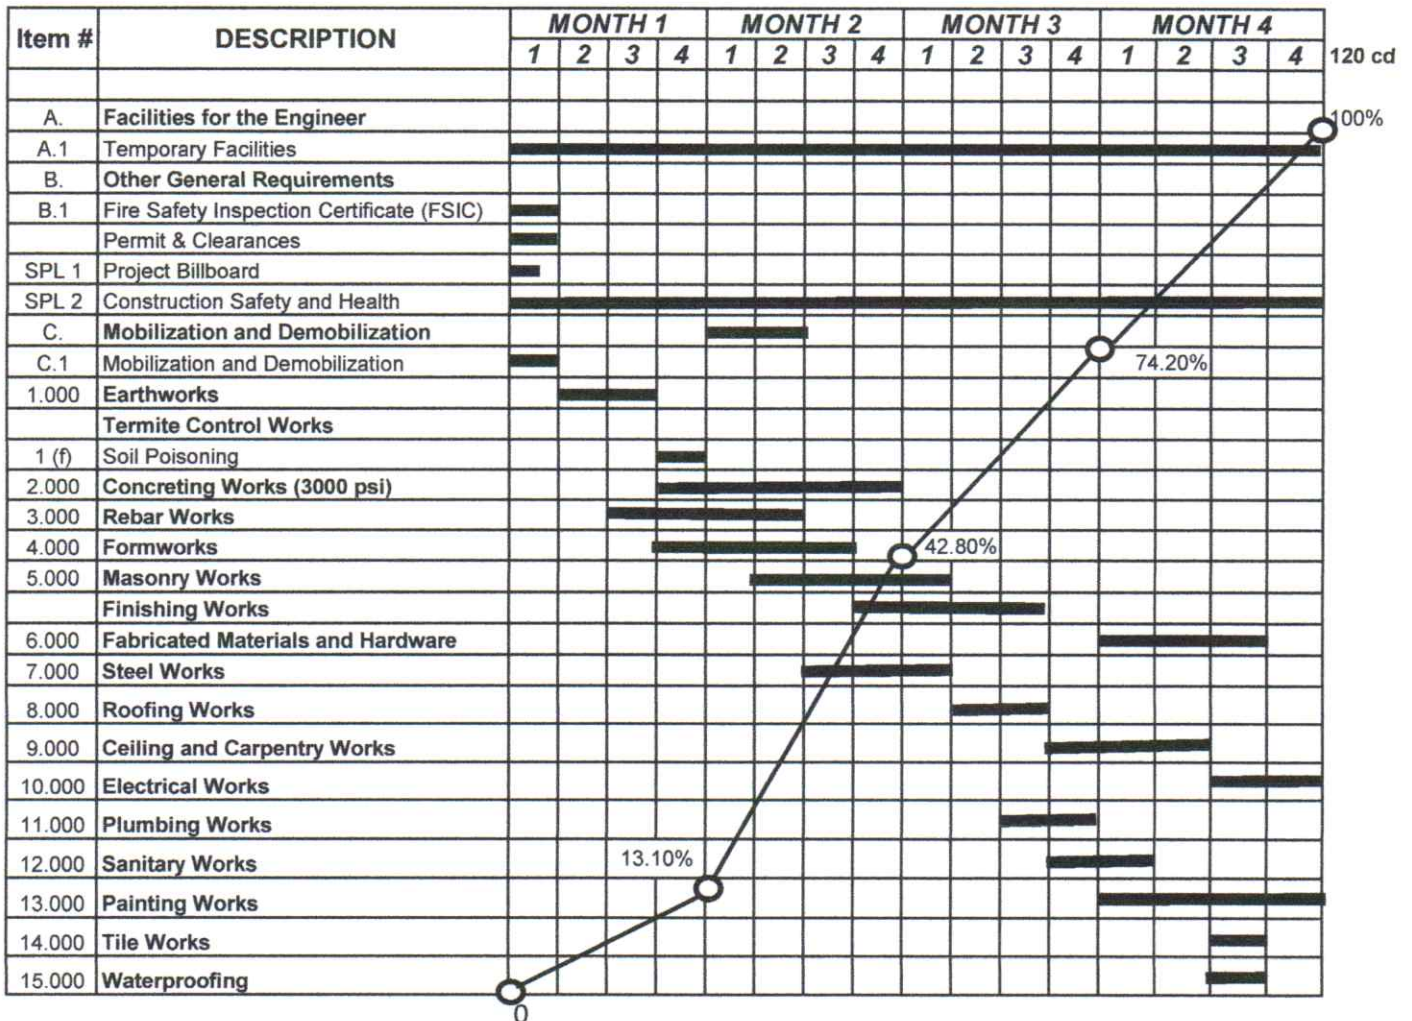 Item # DESCRIPTION MONTH 1 MONTH 2 MONTH 3 MONTH 4
1 2 3 4 1 2 3 4 1 2 3 4 1 2 3 4 120 cd
A. Facilities for the Engineer 100%
A.1 Temporary Facilities
B. Other General Requirements
B.1 Fire Safety Inspection Certificate (FSIC)
Permit & Clearances
SPL 1 Project Billboard
SPL 2 Construction Safety and Health
C. Mobilization and Demobilization
C.1 Mobilization and Demobilization 74.20%
1.000 Earthworks
Termite Control Works
1 (f) Soil Poisoning
2.000 Concreting Works (3000 psi)
3.000 Rebar Works
4.000 Formworks 42.80%
5.000 Masonry Works
Finishing Works
6.000 Fabricated Materials and Hardware
7.000 Steel Works
8.000 Roofing Works
9.000 Ceiling and Carpentry Works
10.000 Electrical Works
11.000 Plumbing Works
12.000 Sanitary Works 13.10%
13.000 Painting Works
14.000 Tile Works
15.000 Waterproofing
0